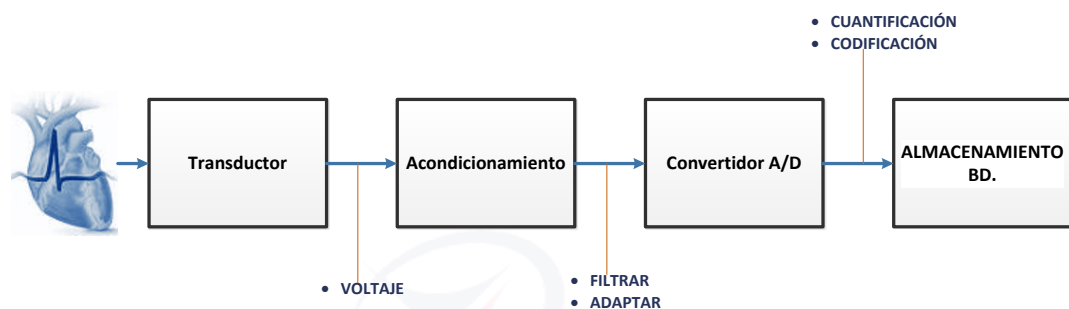 • CUANTIFICACIÓN
• CODIFICACIÓN
Transductor
Acondicionamiento
Convertidor A/D
ALMACENAMIENTO
BD.
• VOLTAJE
• FILTRAR
• ADAPTAR